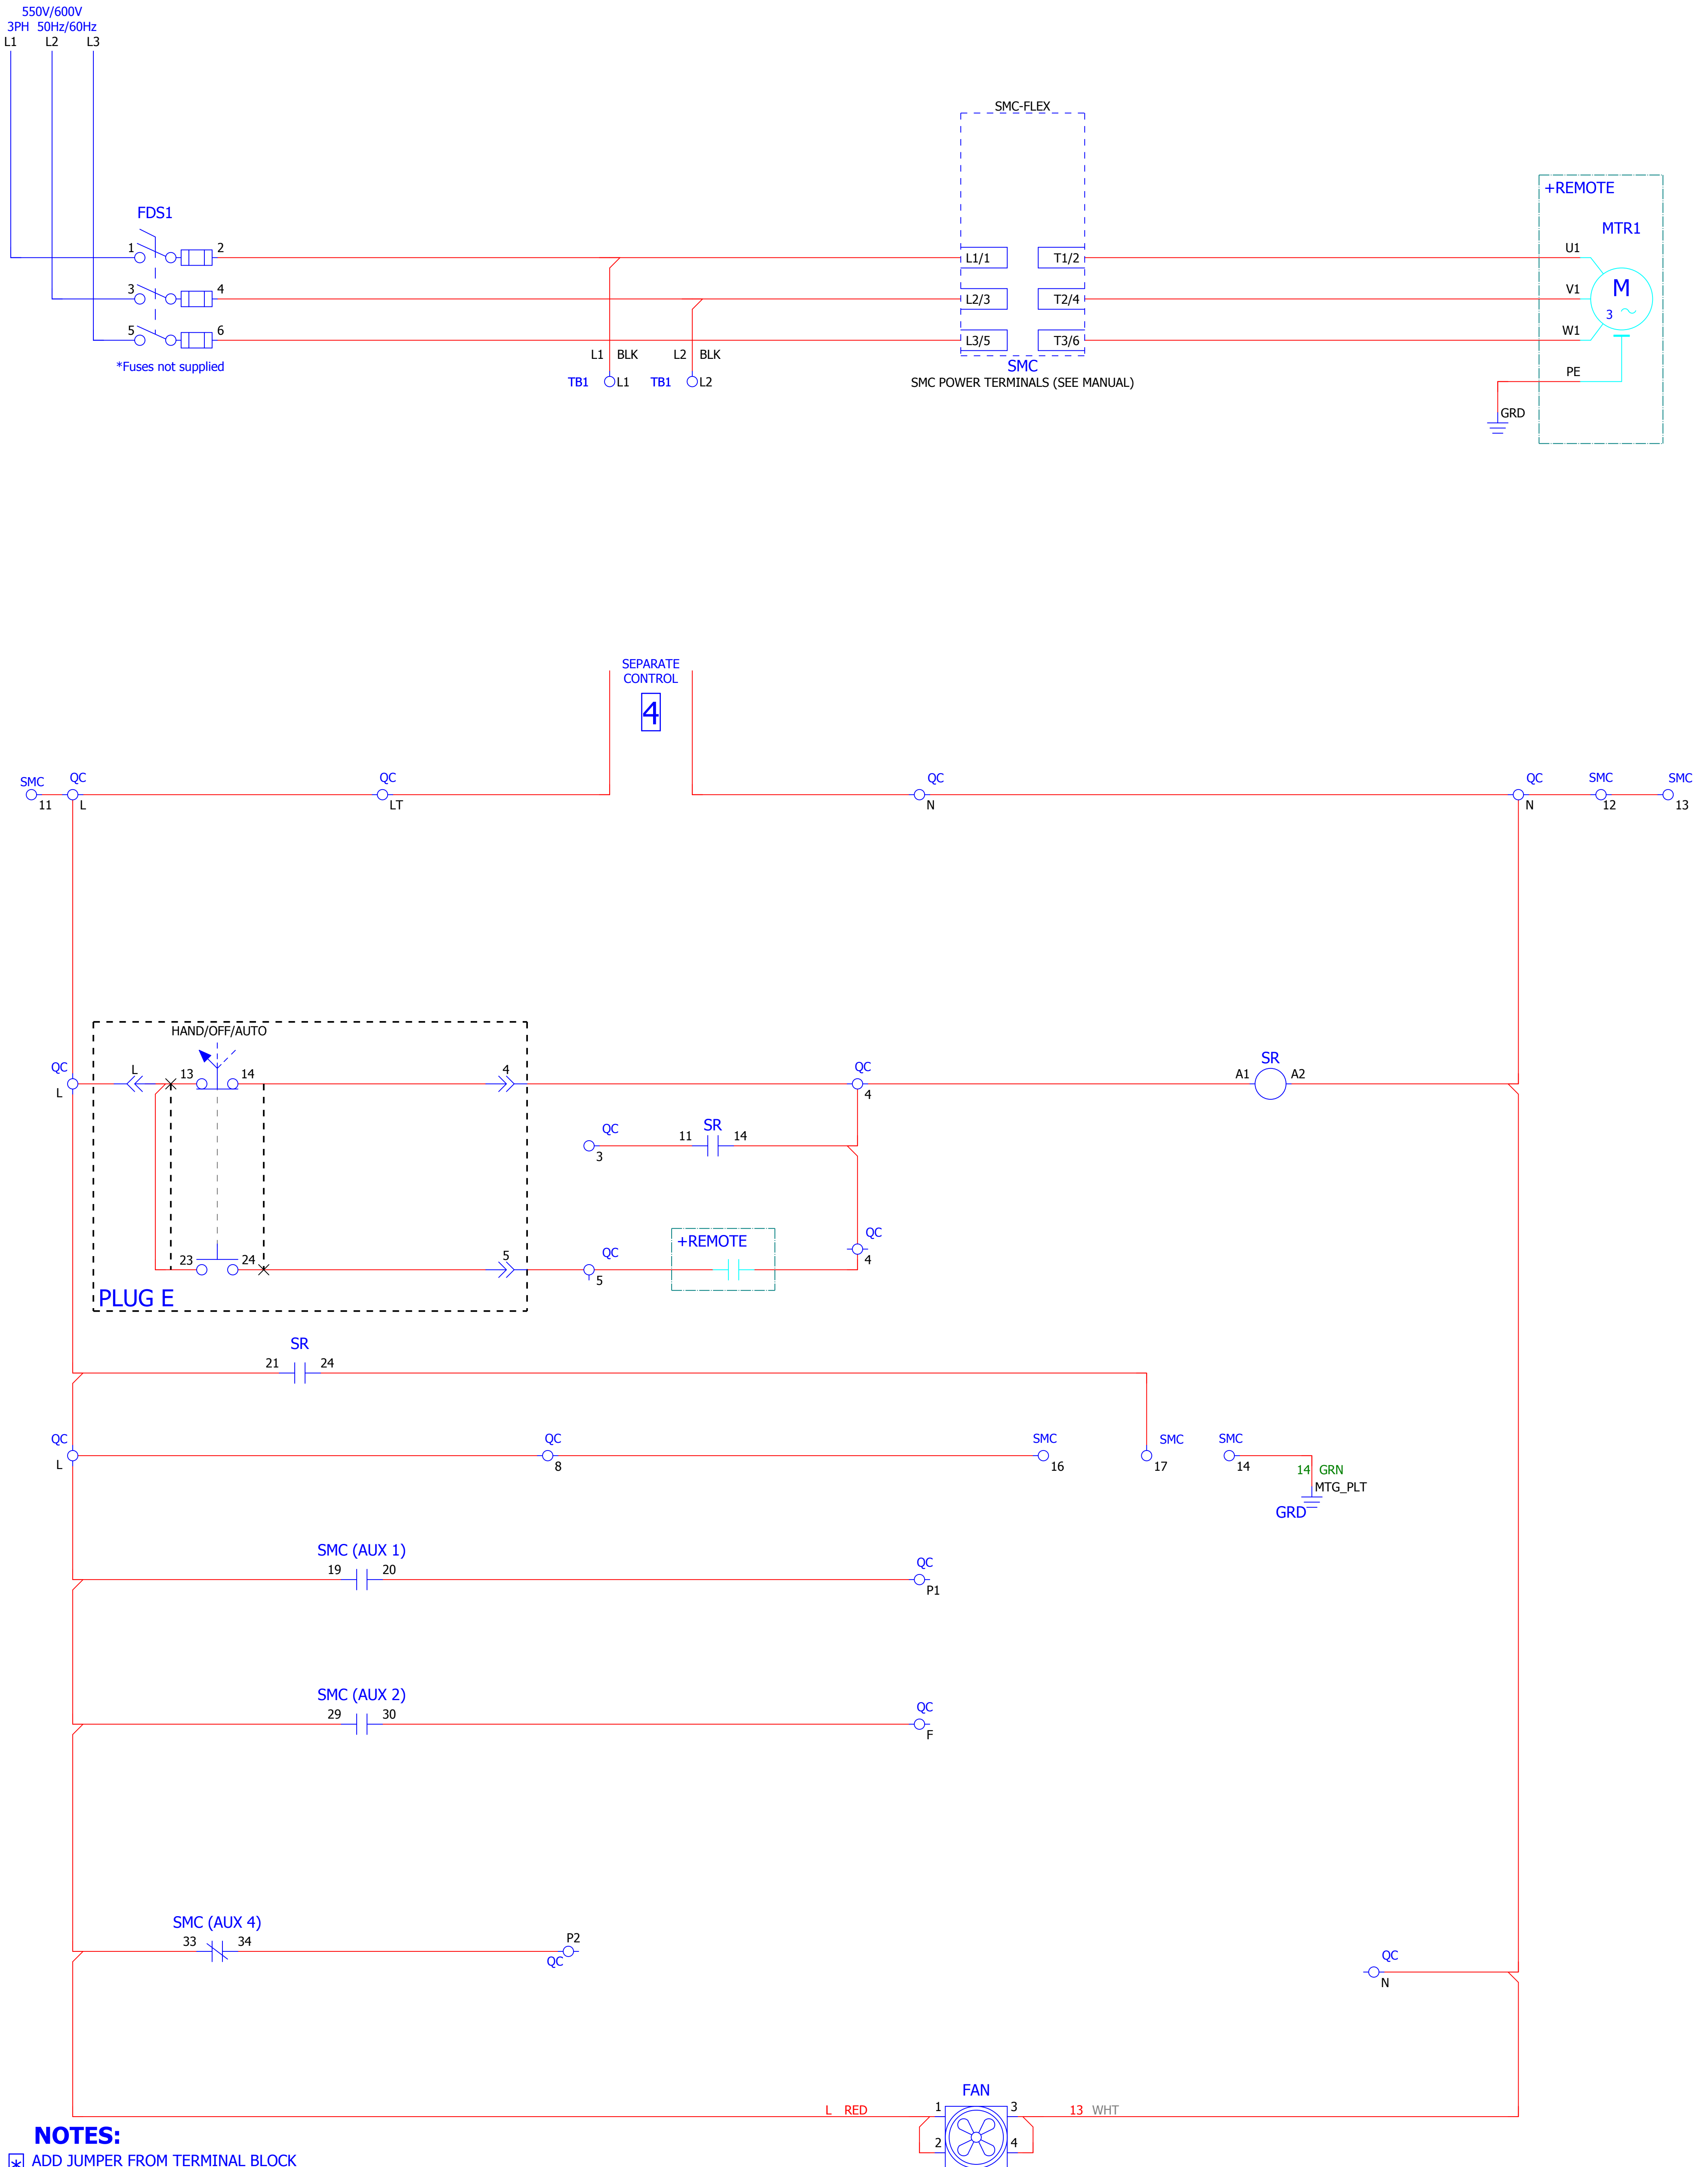 550V/600V
3PH 50Hz/60Hz
L1 L2 L3
SMC-FLEX
+REMOTE
FDS1
MTR1
1 2 L1/1 T1/2 U1
3 4 L2/3 T2/4 V1 M
3
5 6 L3/5 T3/6 W1
*Fuses not supplied
L1 BLK L2 BLK
SMC
PE
TB1 L1 TB1 L2
SMC POWER TERMINALS (SEE MANUAL)
GRD
SEPARATE
CONTROL
4
SMC QC QC QC QC SMC SMC
11 L LT N N 12 13
HAND/OFF/AUTO
QC L 13 14 4 QC SR
A1 A2
L 4
QC SR
11 14
3
23 24 5 QC +REMOTE QC
5 4
PLUG E
SR
21 24
QC QC SMC SMC SMC
L 8 16 17 14
14 GRN
MTG_PLT
GRD
SMC (AUX 1)
19 20 QC
P1
SMC (AUX 2)
29 30 QC
F
SMC (AUX 4)
33 34 P2
QC
QC
N
FAN
L RED 1 3 13 WHT
2 4
NOTES:
* ADD JUMPER FROM TERMINAL BLOCK